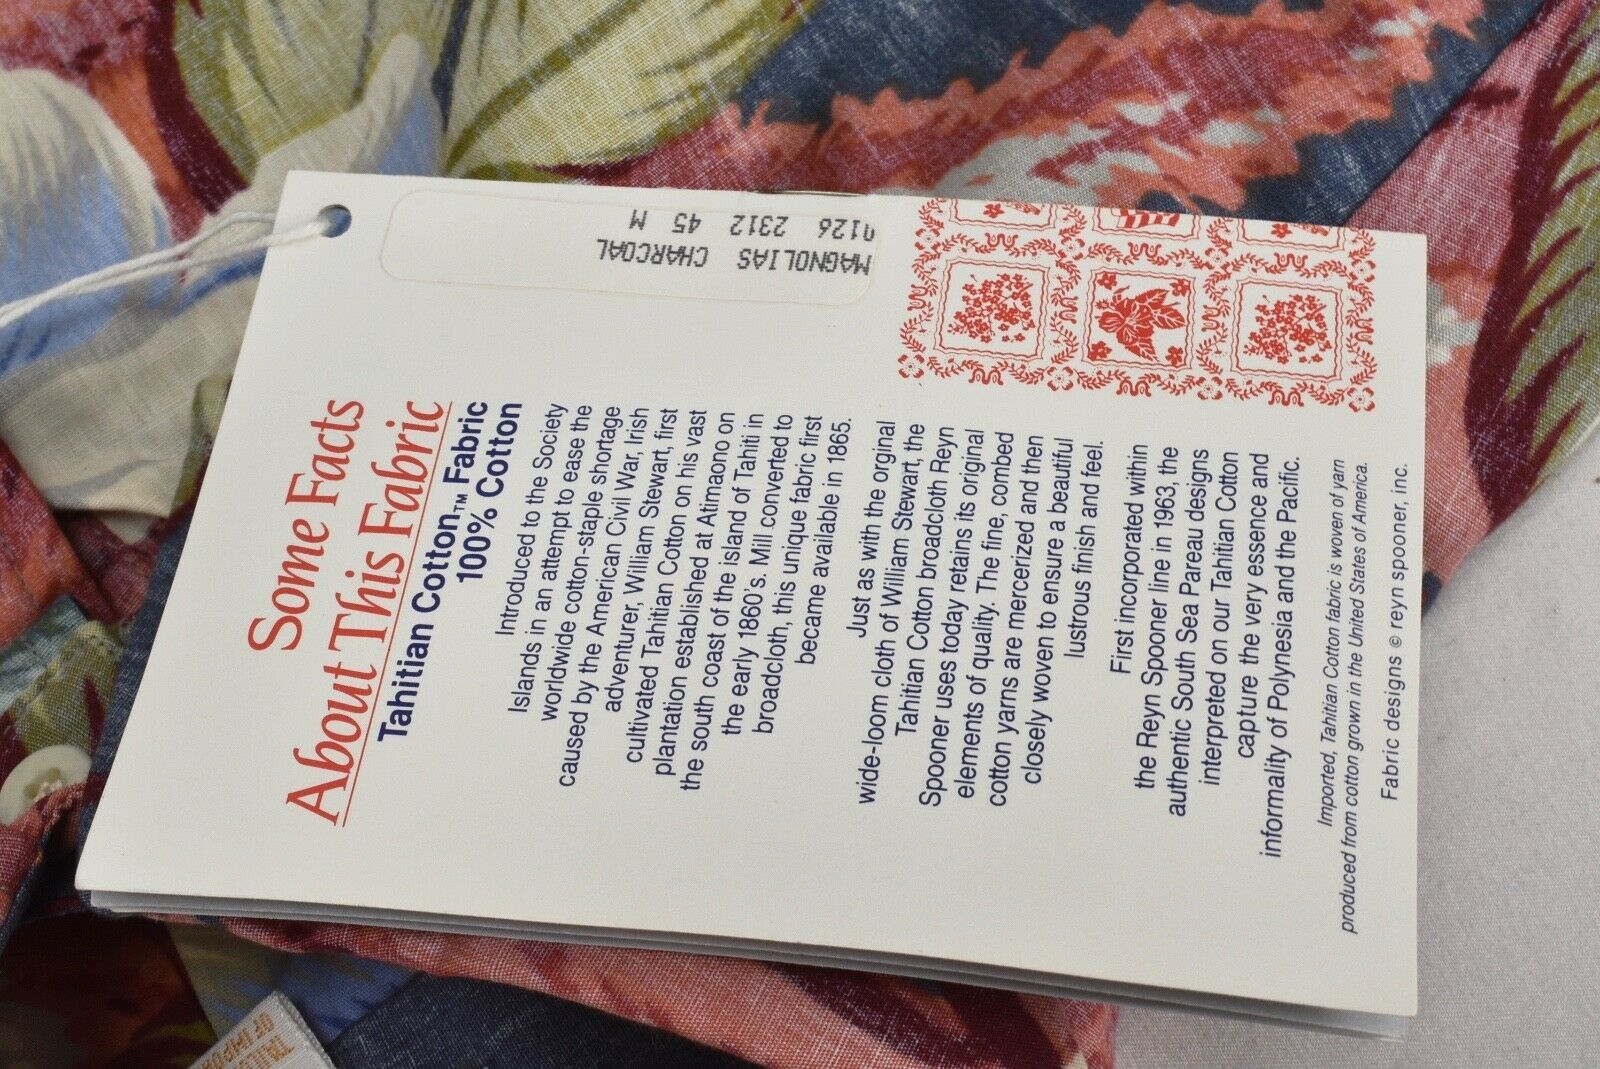 Some Facts
About This Fabric
Tahitian Cotton™ Fabric
100% Cotton
Introduced to the Society
Islands in an attempt to ease the
worldwide cotton-staple shortage
caused by the American Civil War, Irish
adventurer, William Stewart, first
cultivated Tahitian Cotton on his vast
plantation established at Atimaono on
the south coast of the island of Tahiti in
the early 1860's. Mill converted to
broadcloth, this unique fabric first
became available in 1865.
Just as with the orginal
wide-loom cloth of William Stewart, the
Tahitian Cotton broadcloth Reyn
Spooner uses today retains its original
elements of quality. The fine, combed
cotton yarns are mercerized and then
closely woven to ensure a beautiful
lustrous finish and feel.
First incorporated within
the Reyn Spooner line in 1963, the
authentic South Sea Pareau designs
interpreted on our Tahitian Cotton
capture the very essence and
informality of Polynesia and the Pacific.
Imported, Tahitian Cotton fabric is woven of yarn
produced from cotton grown in the United States of America.
Fabric designs © reyn spooner, inc.
MAGNOLIAS CHARCOAL
0126 2312 45 M